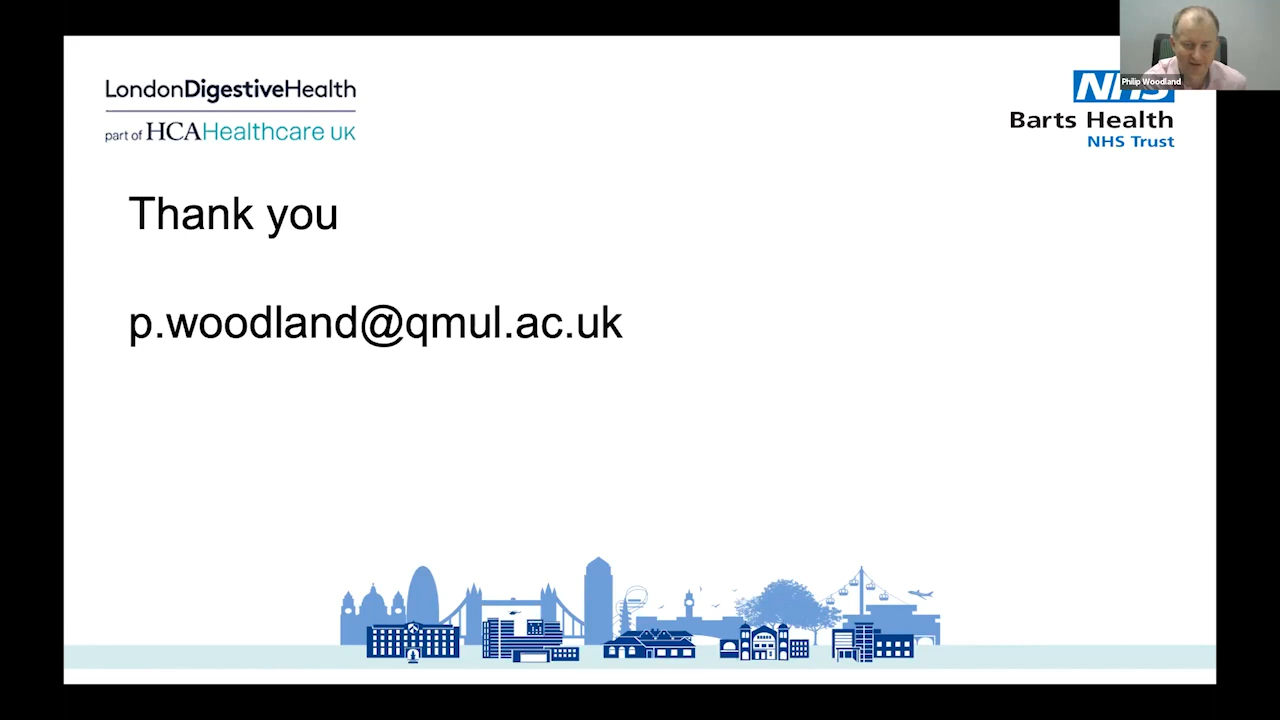 LondonDigestiveHealth
part of HCAHealthcare UK
Philip Woodland
NHS
Barts Health
NHS Trust
Thank you
p.woodland@qmul.ac.uk